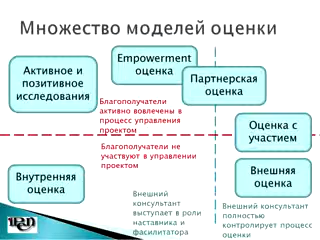 Множество моделей оценки
Активное и
позитивное
исследования
Empowerment
оценка
Партнерская
оценка
Благополучатели
активно вовлечены в
процесс управления
проектом
Оценка с
участием
Благополучатели не
участвуют в управлении
проектом
Внутренняя
оценка
Внешняя
оценка
Внешний
консультант
выступает в роли
наставника и
фасилитатора
Внешний консультант
полностью
контролирует процесс
оценки